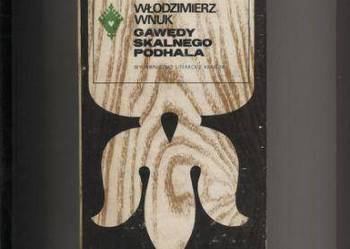 WŁODZIMIERZ
WNUK
GAWĘDY
SKALNEGO
PODHALA
WYDAWNICTWO LITERACKIE KRAKÓW